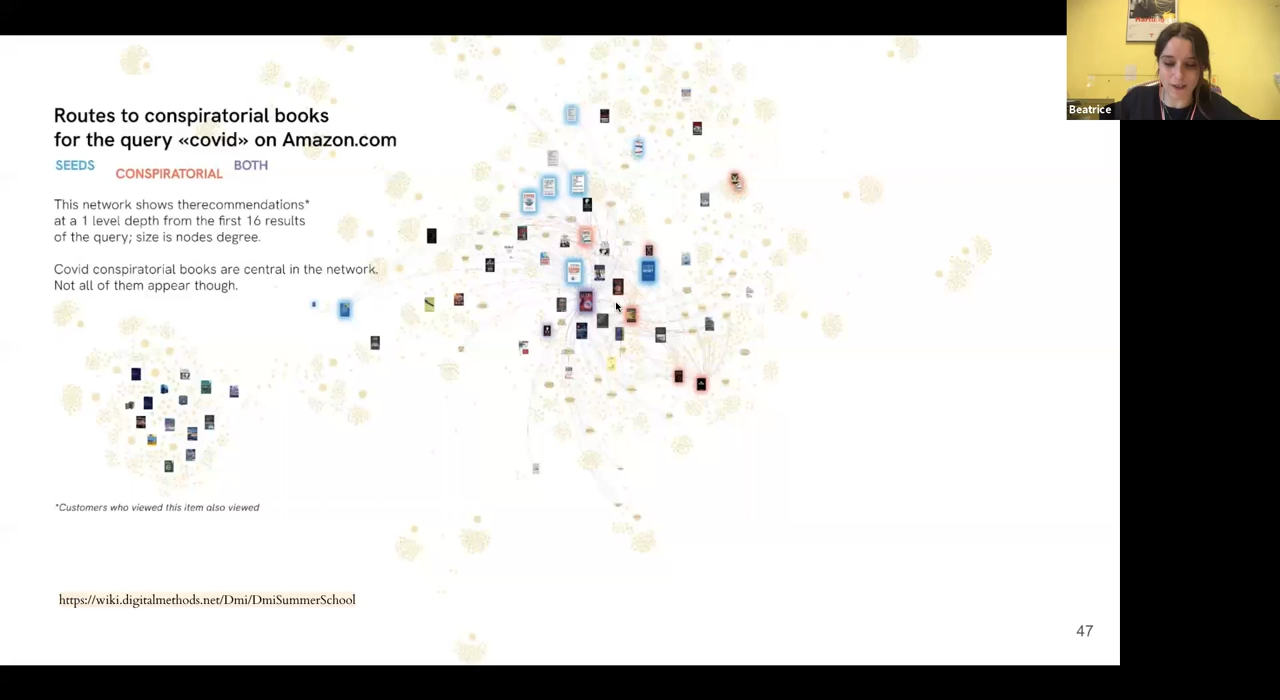 Beatrice
Routes to conspiratorial books
for the query «covid» on Amazon.com
SEEDS CONSPIRATORIAL BOTH
This network shows therecommendations*
at a 1 level depth from the first 16 results
of the query; size is nodes degree.
Covid conspiratorial books are central in the network.
Not all of them appear though.
*Customers who viewed this item also viewed
https://wiki.digitalmethods.net/Dmi/DmiSummerSchool
47